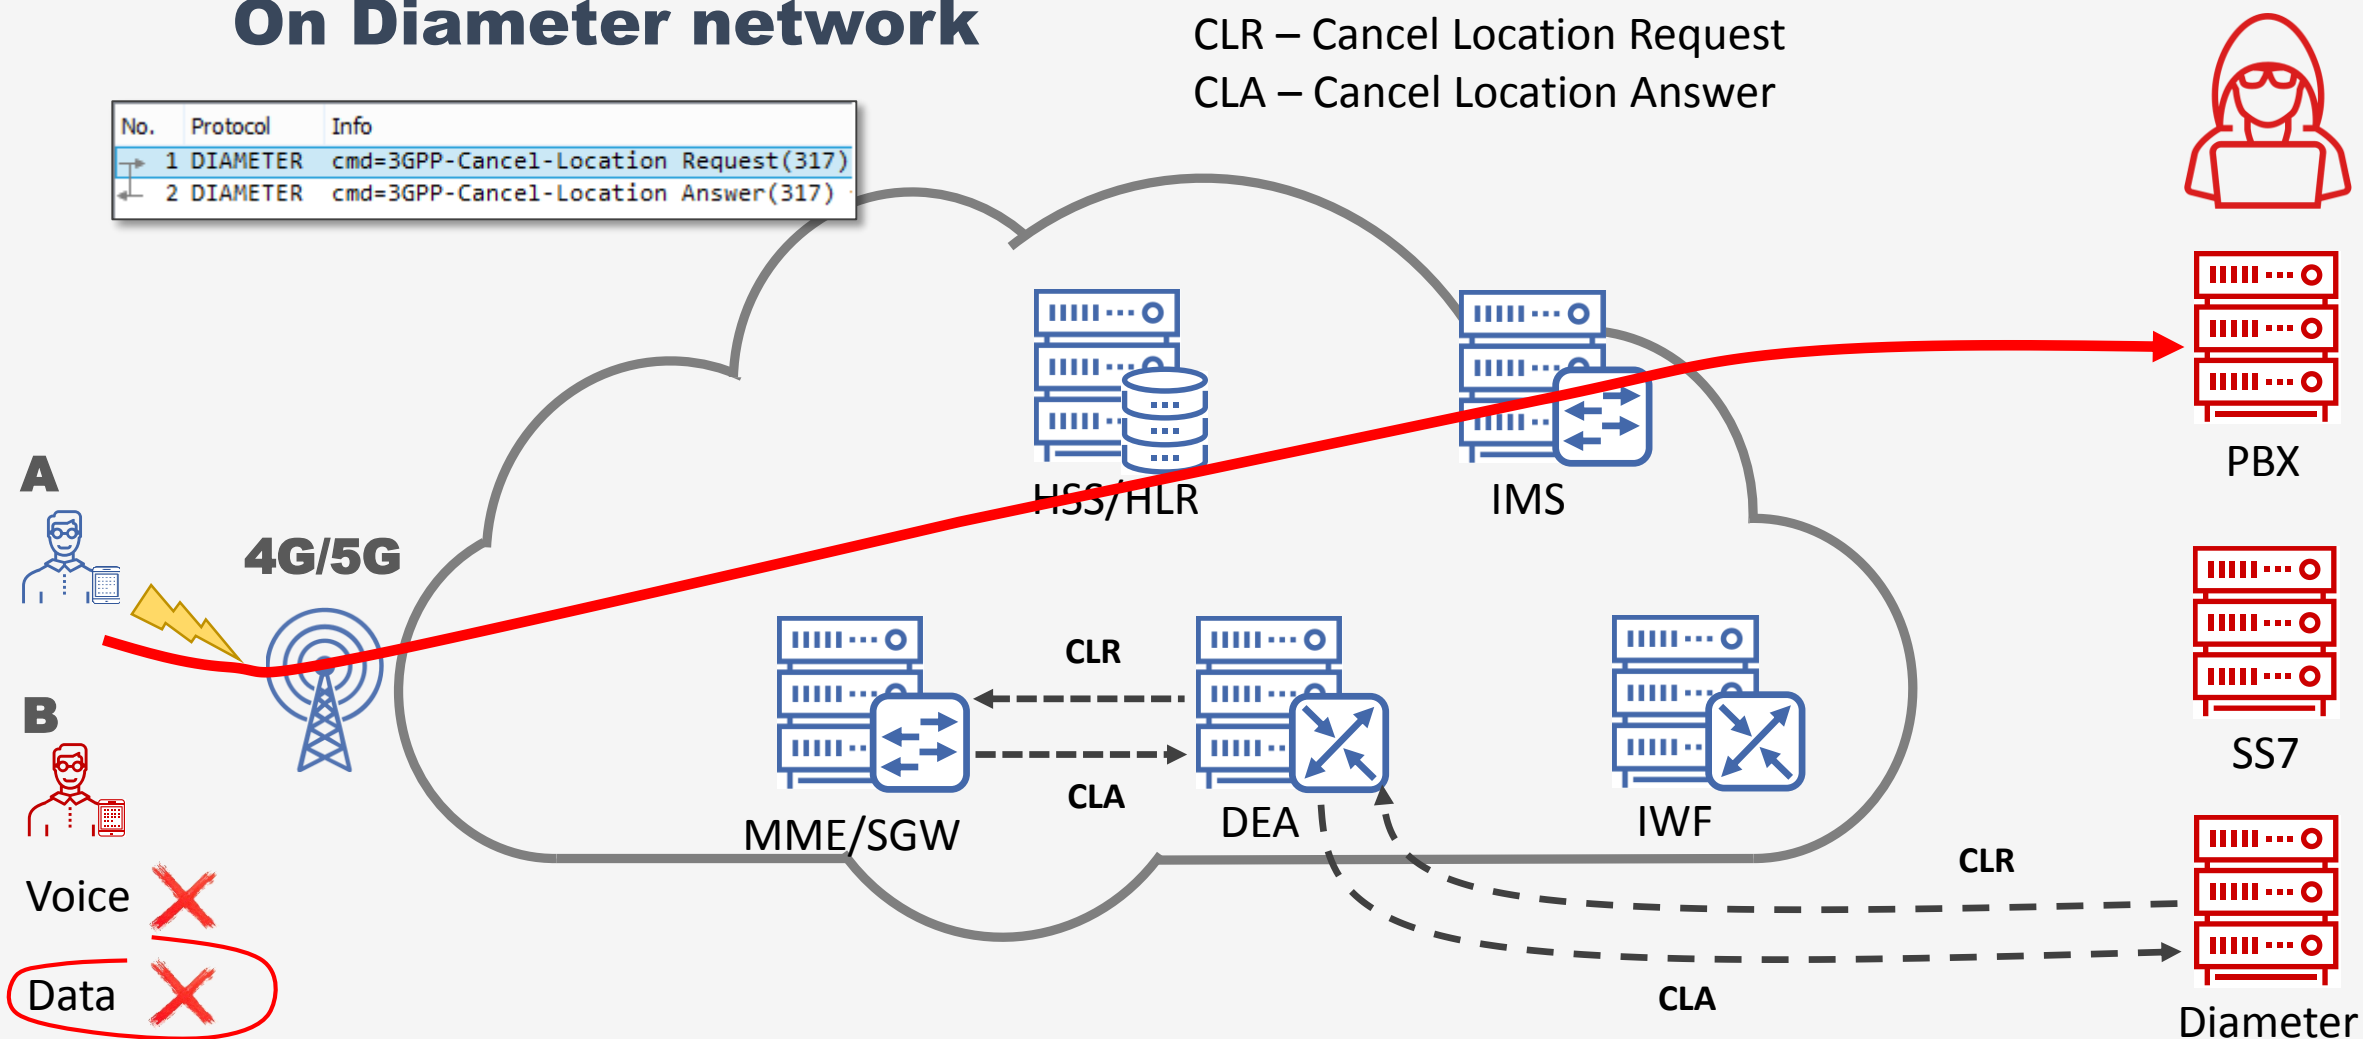 On Diameter network
CLR – Cancel Location Request
CLA – Cancel Location Answer
No. Protocol Info
1 DIAMETER cmd=3GPP-Cancel-Location Request(317)
2 DIAMETER cmd=3GPP-Cancel-Location Answer(317)
HSS/HLR
IMS
PBX
A
4G/5G
B
CLR
CLA
MME/SGW
DEA
IWF
SS7
Voice
Data
CLR
CLA
Diameter